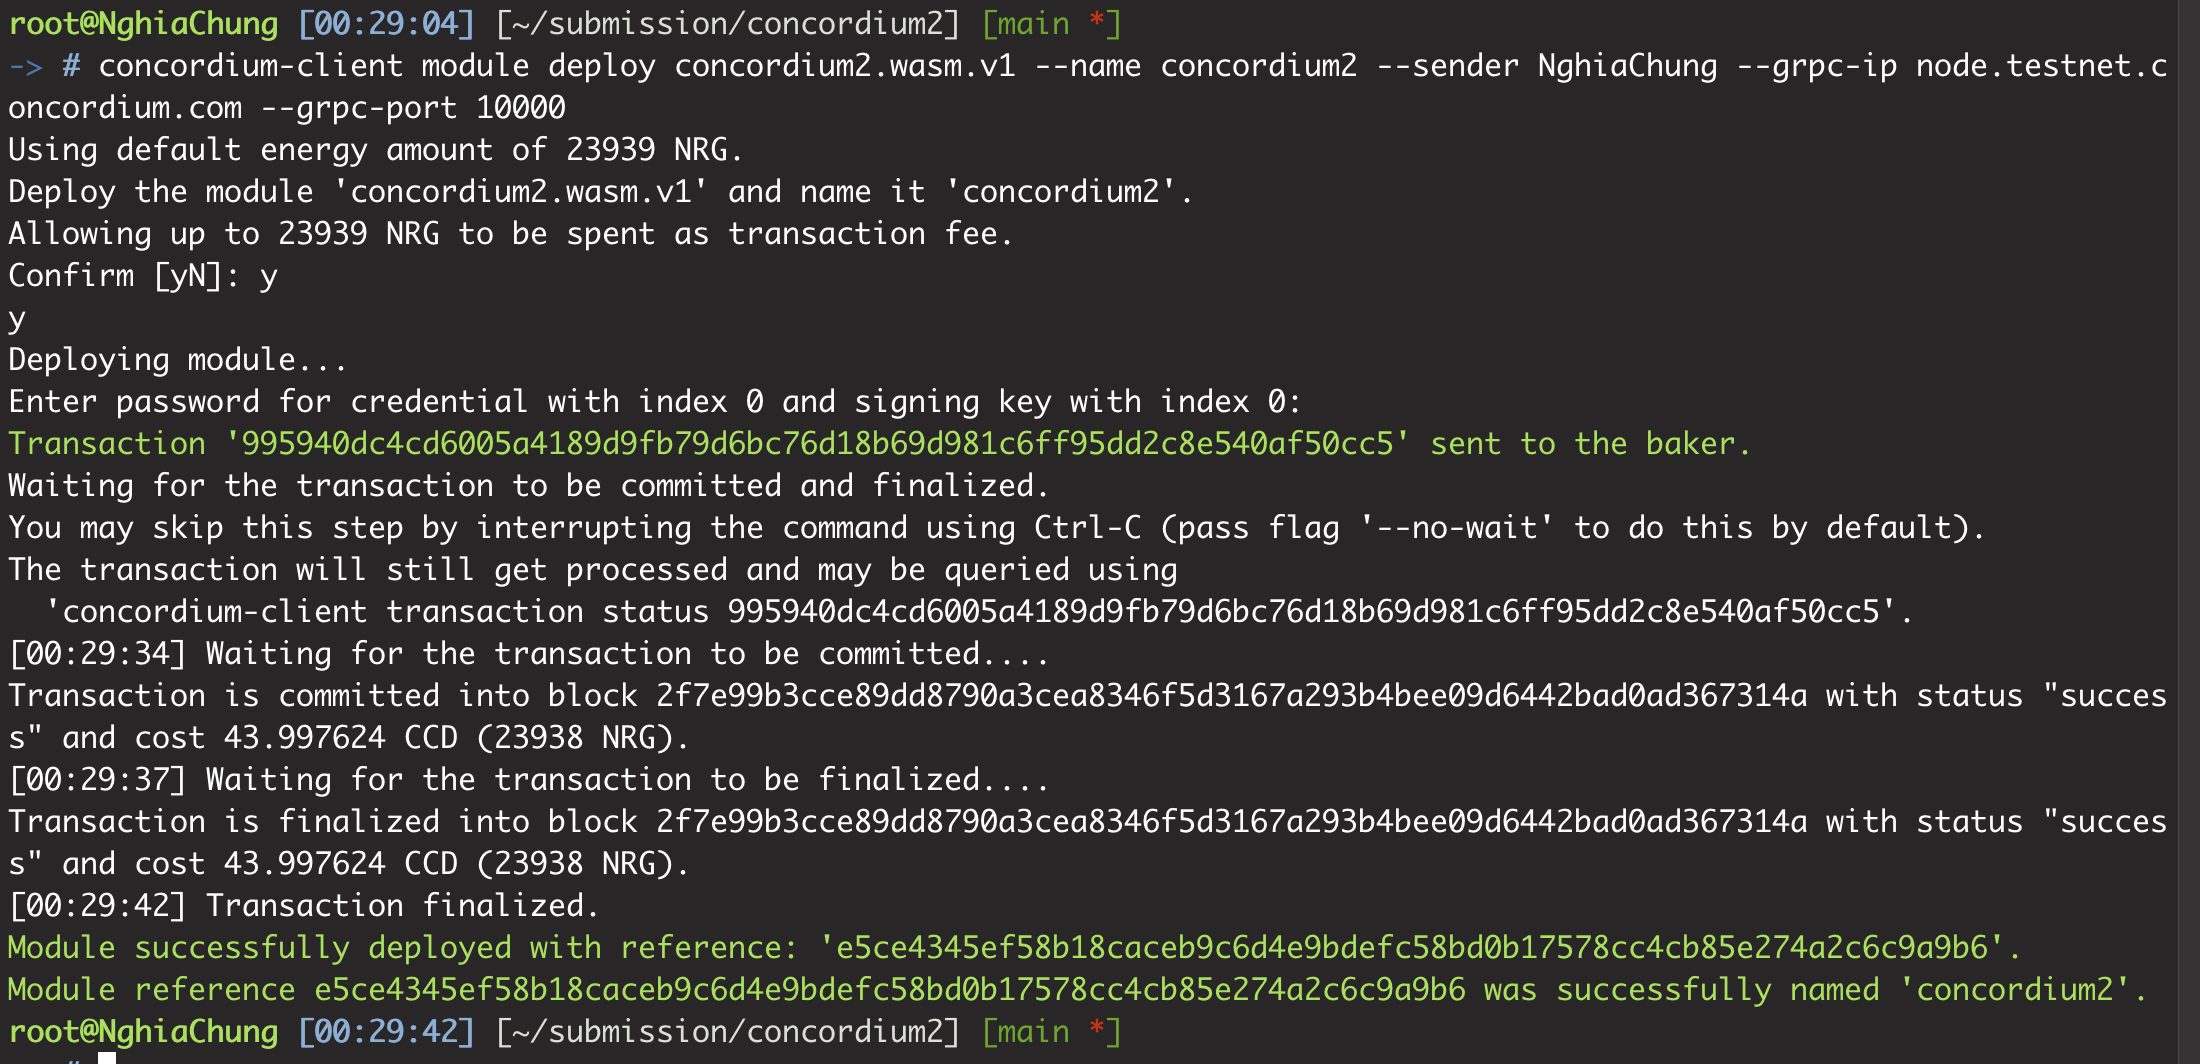 root@NghiaChung [00:29:04] [~/submission/concordium2] [main *]
-> # concordium-client module deploy concordium2.wasm.v1 --name concordium2 --sender NghiaChung --grpc-ip node.testnet.c
oncordium.com --grpc-port 10000
Using default energy amount of 23939 NRG.
Deploy the module 'concordium2.wasm.v1' and name it 'concordium2'.
Allowing up to 23939 NRG to be spent as transaction fee.
Confirm [yN]: y
y
Deploying module...
Enter password for credential with index 0 and signing key with index 0:
Transaction '995940dc4cd6005a4189d9fb79d6bc76d18b69d981c6ff95dd2c8e540af50cc5' sent to the baker.
Waiting for the transaction to be committed and finalized.
You may skip this step by interrupting the command using Ctrl-C (pass flag '--no-wait' to do this by default).
The transaction will still get processed and may be queried using
  'concordium-client transaction status 995940dc4cd6005a4189d9fb79d6bc76d18b69d981c6ff95dd2c8e540af50cc5'.
[00:29:34] Waiting for the transaction to be committed....
Transaction is committed into block 2f7e99b3cce89dd8790a3cea8346f5d3167a293b4bee09d6442bad0ad367314a with status "succes
s" and cost 43.997624 CCD (23938 NRG).
[00:29:37] Waiting for the transaction to be finalized....
Transaction is finalized into block 2f7e99b3cce89dd8790a3cea8346f5d3167a293b4bee09d6442bad0ad367314a with status "succes
s" and cost 43.997624 CCD (23938 NRG).
[00:29:42] Transaction finalized.
Module successfully deployed with reference: 'e5ce4345ef58b18caceb9c6d4e9bdefc58bd0b17578cc4cb85e274a2c6c9a9b6'.
Module reference e5ce4345ef58b18caceb9c6d4e9bdefc58bd0b17578cc4cb85e274a2c6c9a9b6 was successfully named 'concordium2'.
root@NghiaChung [00:29:42] [~/submission/concordium2] [main *]